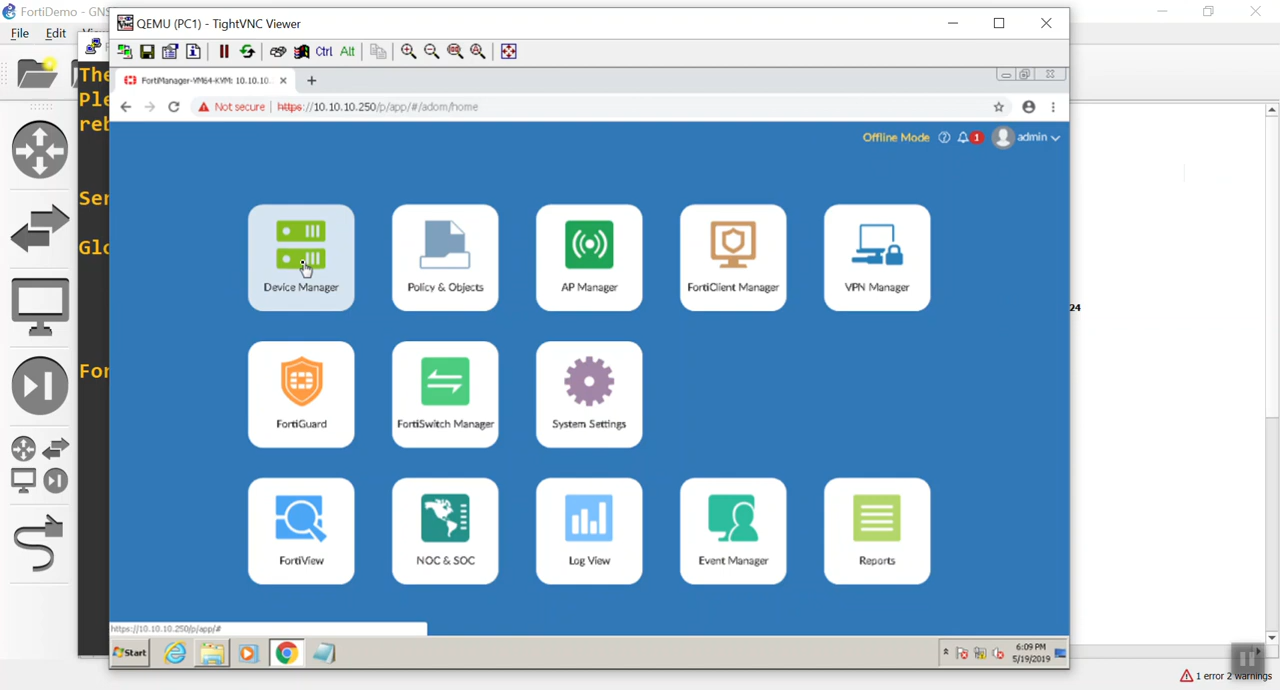 FortiDemo - GNS
QEMU (PC1) - TightVNC Viewer
File Edit
Ctrl Alt
FortiManager-VM64-KVM: 10.10.10.
Not secure | https://10.10.10.250/p/app/#/adom/home
The
Ple
reb
Ser
Glo
For
Offline Mode 1 admin
Device Manager
Policy & Objects
AP Manager
FortiClient Manager
VPN Manager
24
FortiGuard
FortiSwitch Manager
System Settings
FortiView
NOC & SOC
Log View
Event Manager
Reports
https://10.10.10.250/p/app/#
Start
6:09 PM
5/19/2019
1 error 2 warnings